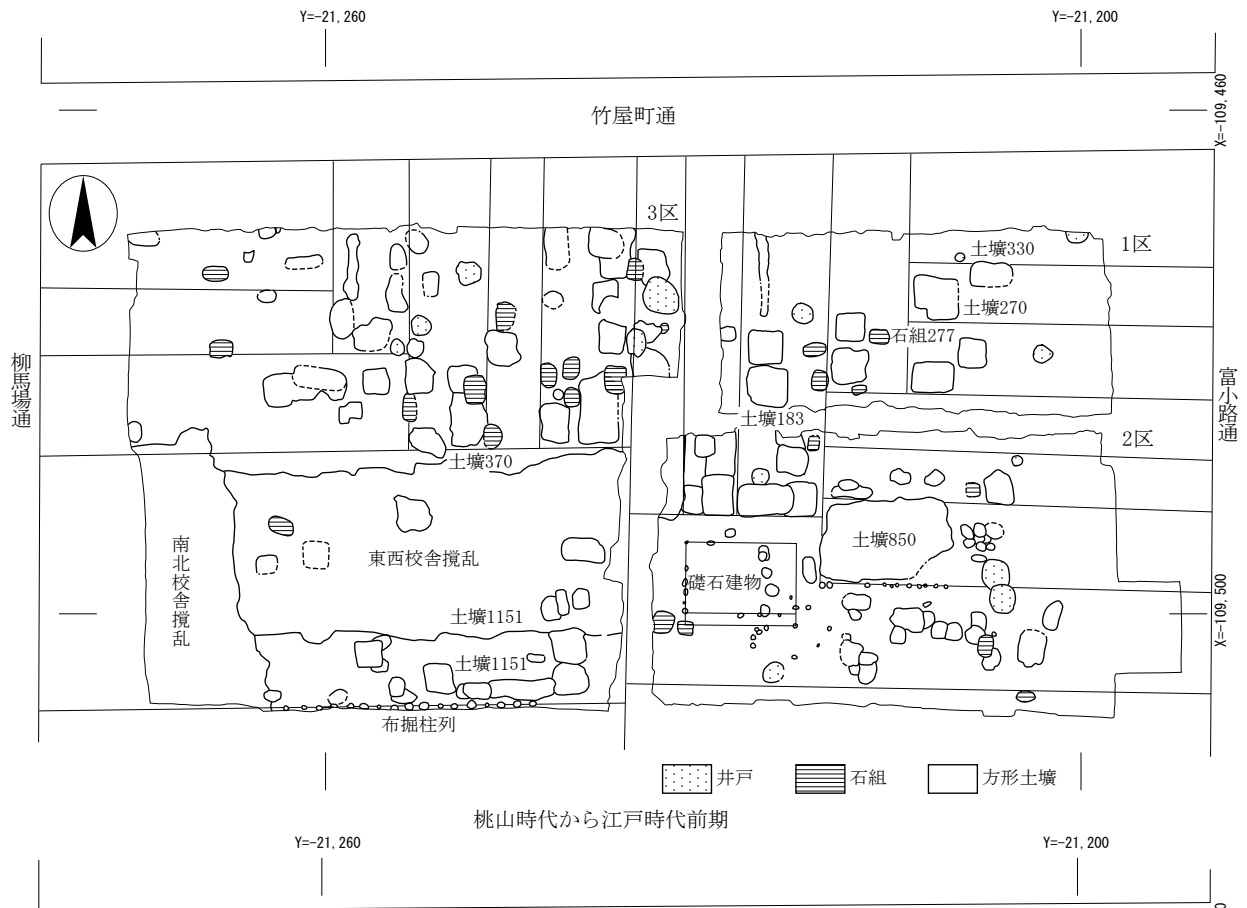 Y=-21,260
Y=-21,200
X=-109,460
竹屋町通
3区
1区
土壙330
土壙270
石組277
柳馬場通
富小路通
土壙183
2区
土壙370
南北校舎撹乱
東西校舎撹乱
土壙850
礎石建物
土壙1151
X=-109,500
土壙1151
布掘柱列
井戸
石組
方形土壙
桃山時代から江戸時代前期
Y=-21,260
Y=-21,200